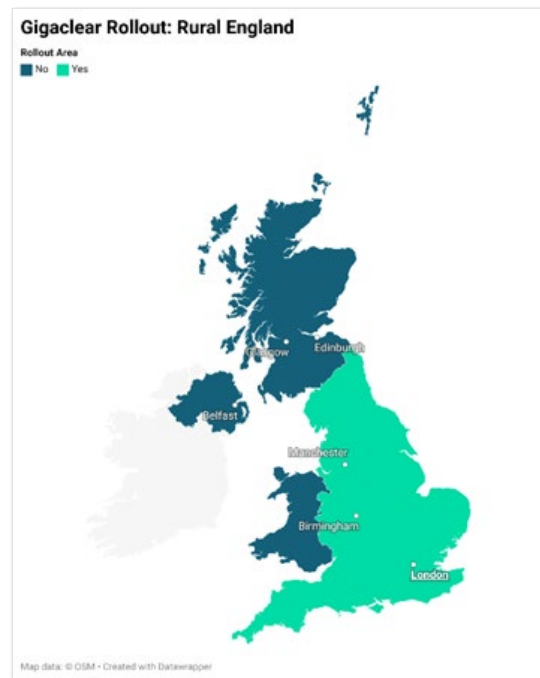 Gigaclear Rollout: Rural England
Rollout Area
No Yes
Glasgow
Edinburgh
Belfast
Manchester
Birmingham
London
Map data: © OSM • Created with Datawrapper